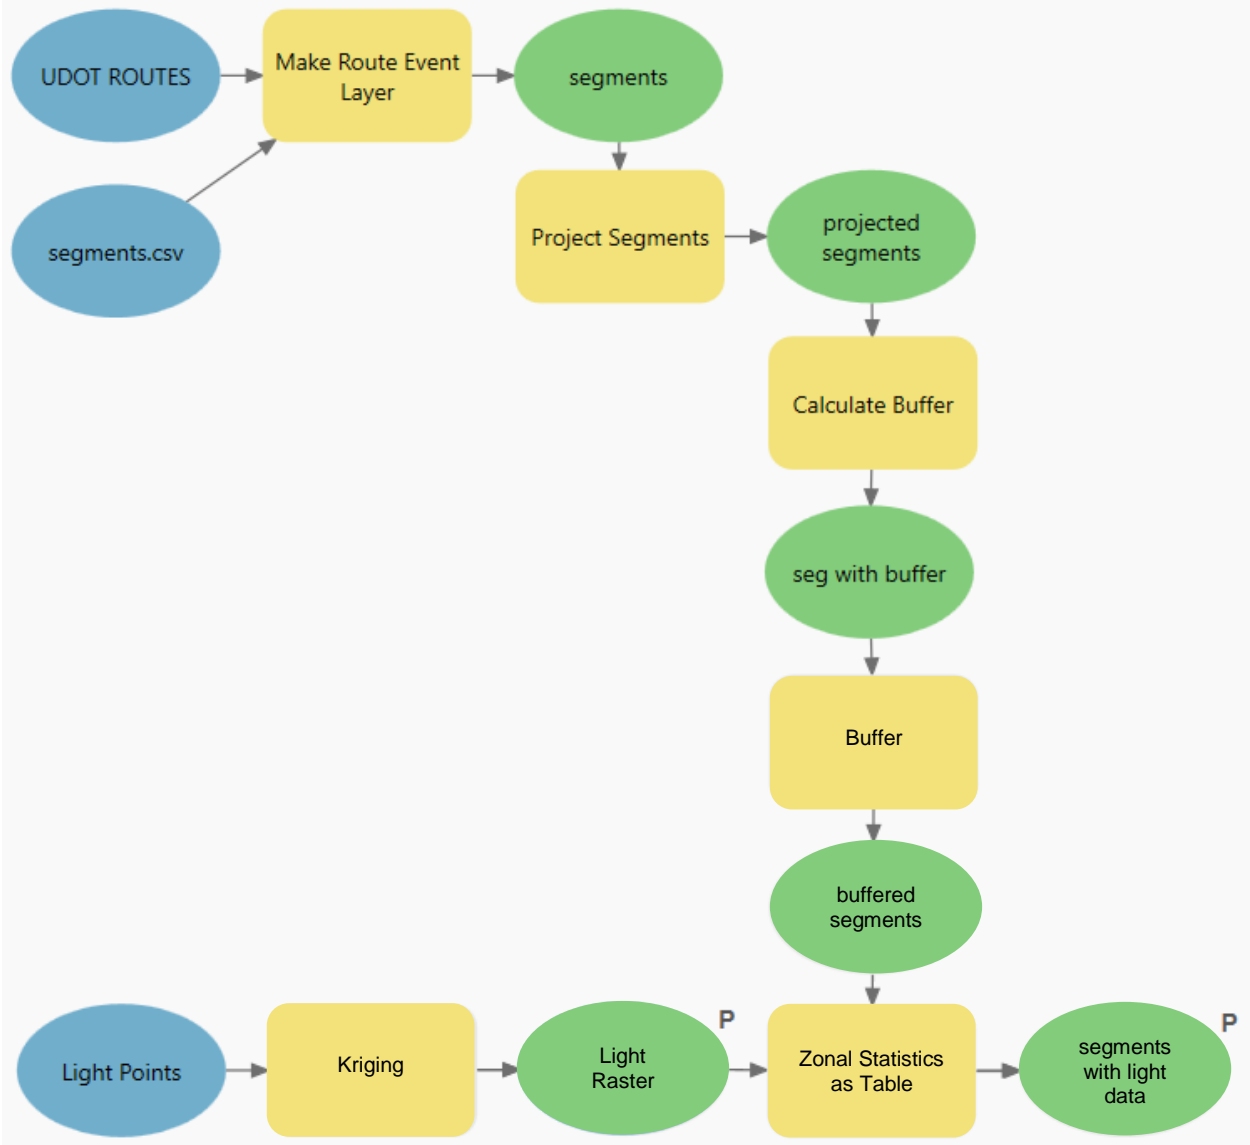 UDOT ROUTES
Make Route Event
Layer
segments
segments.csv
Project Segments
projected
segments
Calculate Buffer
seg with buffer
Buffer
buffered
segments
Light Points
Kriging
Light
Raster
P
Zonal Statistics
as Table
segments
with light
data
P